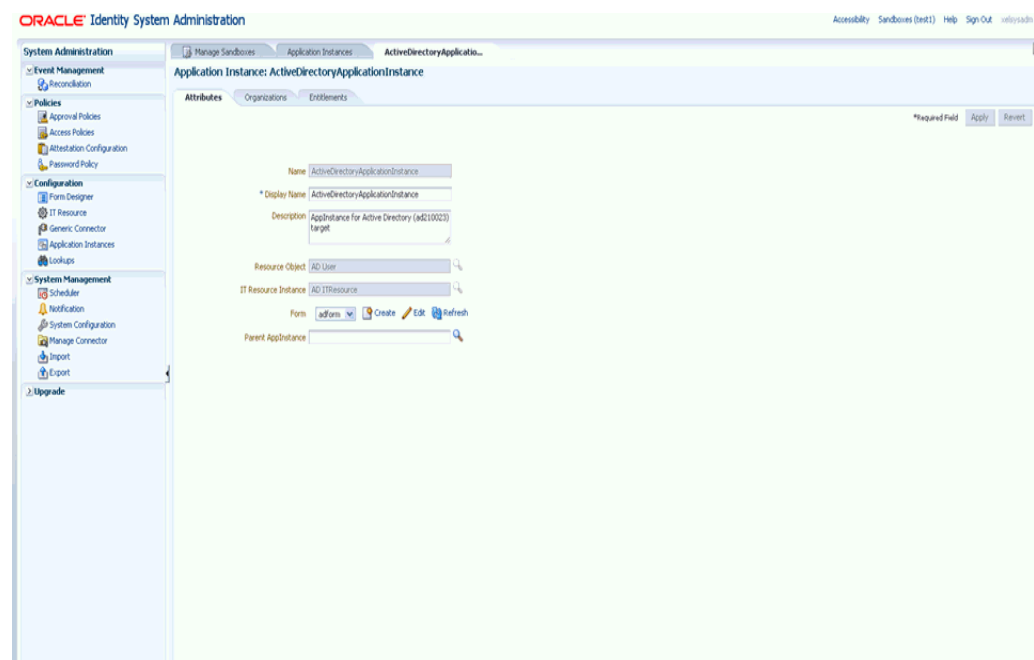 ORACLE Identity System Administration
Accessibility Sandboxes (test1) Help Sign Out xelsysadm
System Administration
Event Management
Reconciliation
Policies
Approval Policies
Access Policies
Attestation Configuration
Password Policy
Configuration
Form Designer
IT Resource
Generic Connector
Application Instances
Lookups
System Management
Scheduler
Notification
System Configuration
Manage Connector
Import
Export
Upgrade
Manage Sandboxes Application Instances ActiveDirectoryApplicatio...
Application Instance: ActiveDirectoryApplicationInstance
Attributes Organizations Entitlements
*Required Field Apply Revert
Name ActiveDirectoryApplicationInstance
* Display Name ActiveDirectoryApplicationInstance
Description AppInstance for Active Directory (ad210023)
target
Resource Object AD User
IT Resource Instance AD ITResource
Form adform Create Edit Refresh
Parent AppInstance